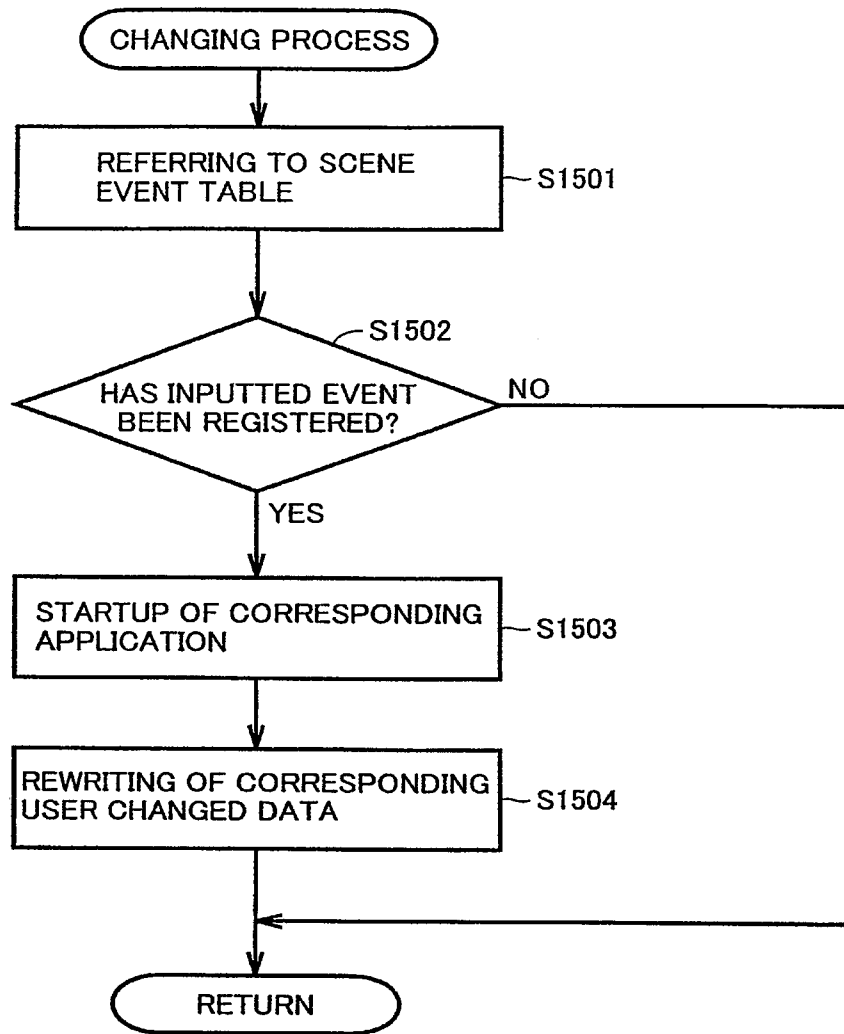 CHANGING PROCESS
REFERRING TO SCENE
EVENT TABLE
S1501
S1502
HAS INPUTTED EVENT
BEEN REGISTERED?
NO
YES
STARTUP OF CORRESPONDING
APPLICATION
S1503
REWRITING OF CORRESPONDING
USER CHANGED DATA
S1504
RETURN